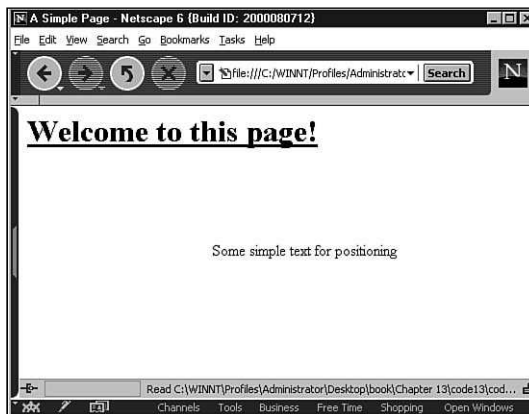 N A Simple Page - Netscape 6 {Build ID: 2000080712}
File Edit View Search Go Bookmarks Tasks Help
file:///C:/WINNT/Profiles/Administratc Search N
Welcome to this page!
Some simple text for positioning
Read C:\WINNT\Profiles\Administrator\Desktop\book\Chapter 13\code13\cod...
Channels Tools Business Free Time Shopping Open Windows